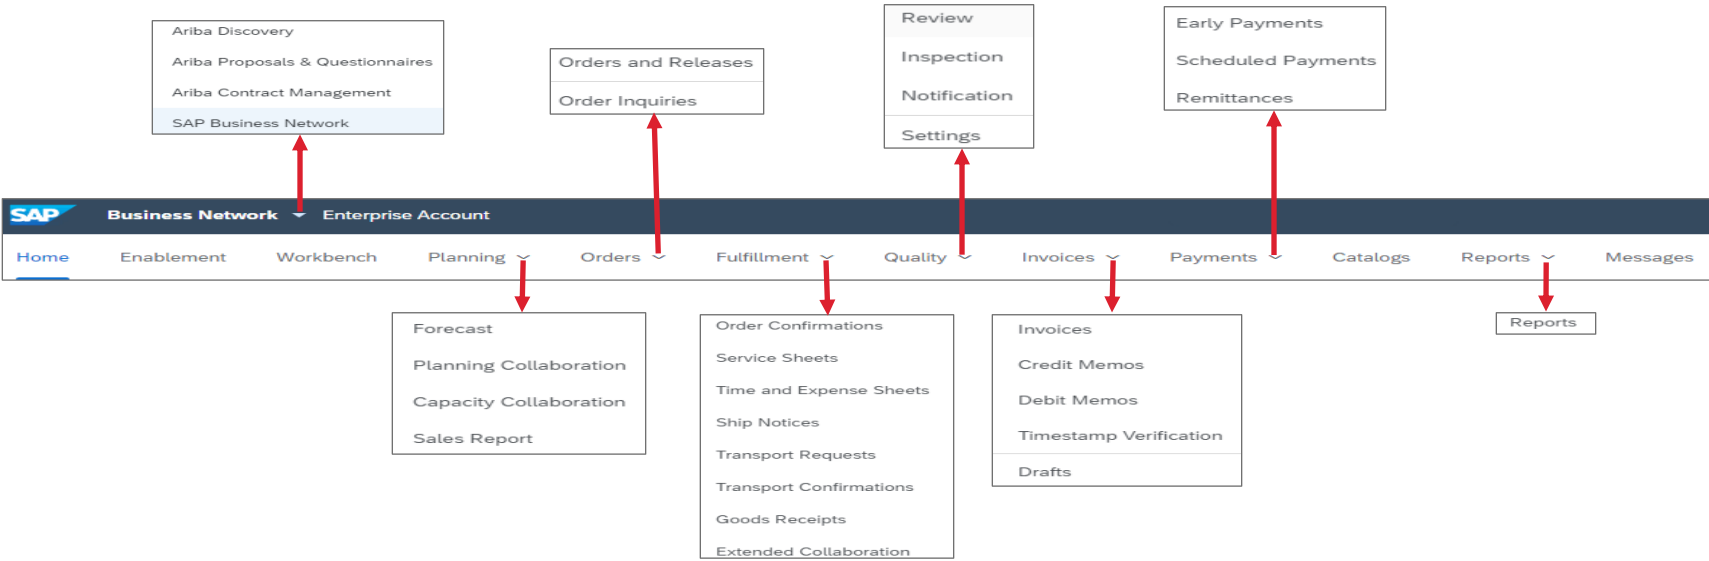 Ariba Discovery
Ariba Proposals & Questionnaires
Ariba Contract Management
SAP Business Network
Orders and Releases
Order Inquiries
Review
Inspection
Notification
Settings
Early Payments
Scheduled Payments
Remittances
SAP Business Network Enterprise Account
Home Enablement Workbench Planning Orders Fulfillment Quality Invoices Payments Catalogs Reports Messages
Forecast
Planning Collaboration
Capacity Collaboration
Sales Report
Order Confirmations
Service Sheets
Time and Expense Sheets
Ship Notices
Transport Requests
Transport Confirmations
Goods Receipts
Extended Collaboration
Invoices
Credit Memos
Debit Memos
Timestamp Verification
Drafts
Reports